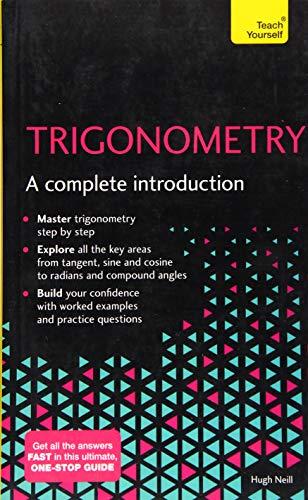 Teach®
Yourself
TRIGONOMETRY
A complete introduction
• Master trigonometry
step by step
• Explore all the key areas
from tangent, sine and cosine
to radians and compound angles
• Build your confidence
with worked examples
and practice questions
Get all the answers
FAST in this ultimate,
ONE-STOP GUIDE
Hugh Neill